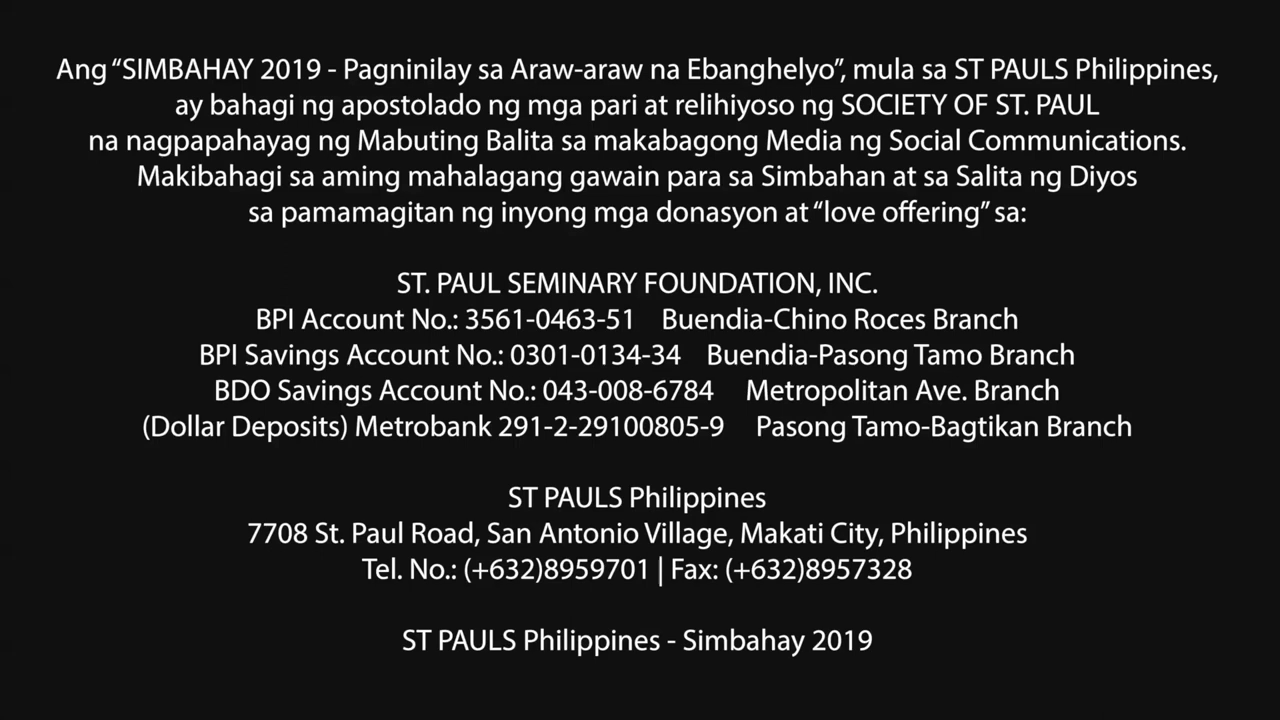 Ang “SIMBAHAY 2019 - Pagninilay sa Araw-araw na Ebanghelyo”, mula sa ST PAULS Philippines,
ay bahagi ng apostolado ng mga pari at relihiyoso ng SOCIETY OF ST. PAUL
na nagpapahayag ng Mabuting Balita sa makabagong Media ng Social Communications.
Makibahagi sa aming mahalagang gawain para sa Simbahan at sa Salita ng Diyos
sa pamamagitan ng inyong mga donasyon at “love offering” sa:
ST. PAUL SEMINARY FOUNDATION, INC.
BPI Account No.: 3561-0463-51 Buendia-Chino Roces Branch
BPI Savings Account No.: 0301-0134-34 Buendia-Pasong Tamo Branch
BDO Savings Account No.: 043-008-6784 Metropolitan Ave. Branch
(Dollar Deposits) Metrobank 291-2-29100805-9 Pasong Tamo-Bagtikan Branch
ST PAULS Philippines
7708 St. Paul Road, San Antonio Village, Makati City, Philippines
Tel. No.: (+632)8959701 | Fax: (+632)8957328
ST PAULS Philippines - Simbahay 2019